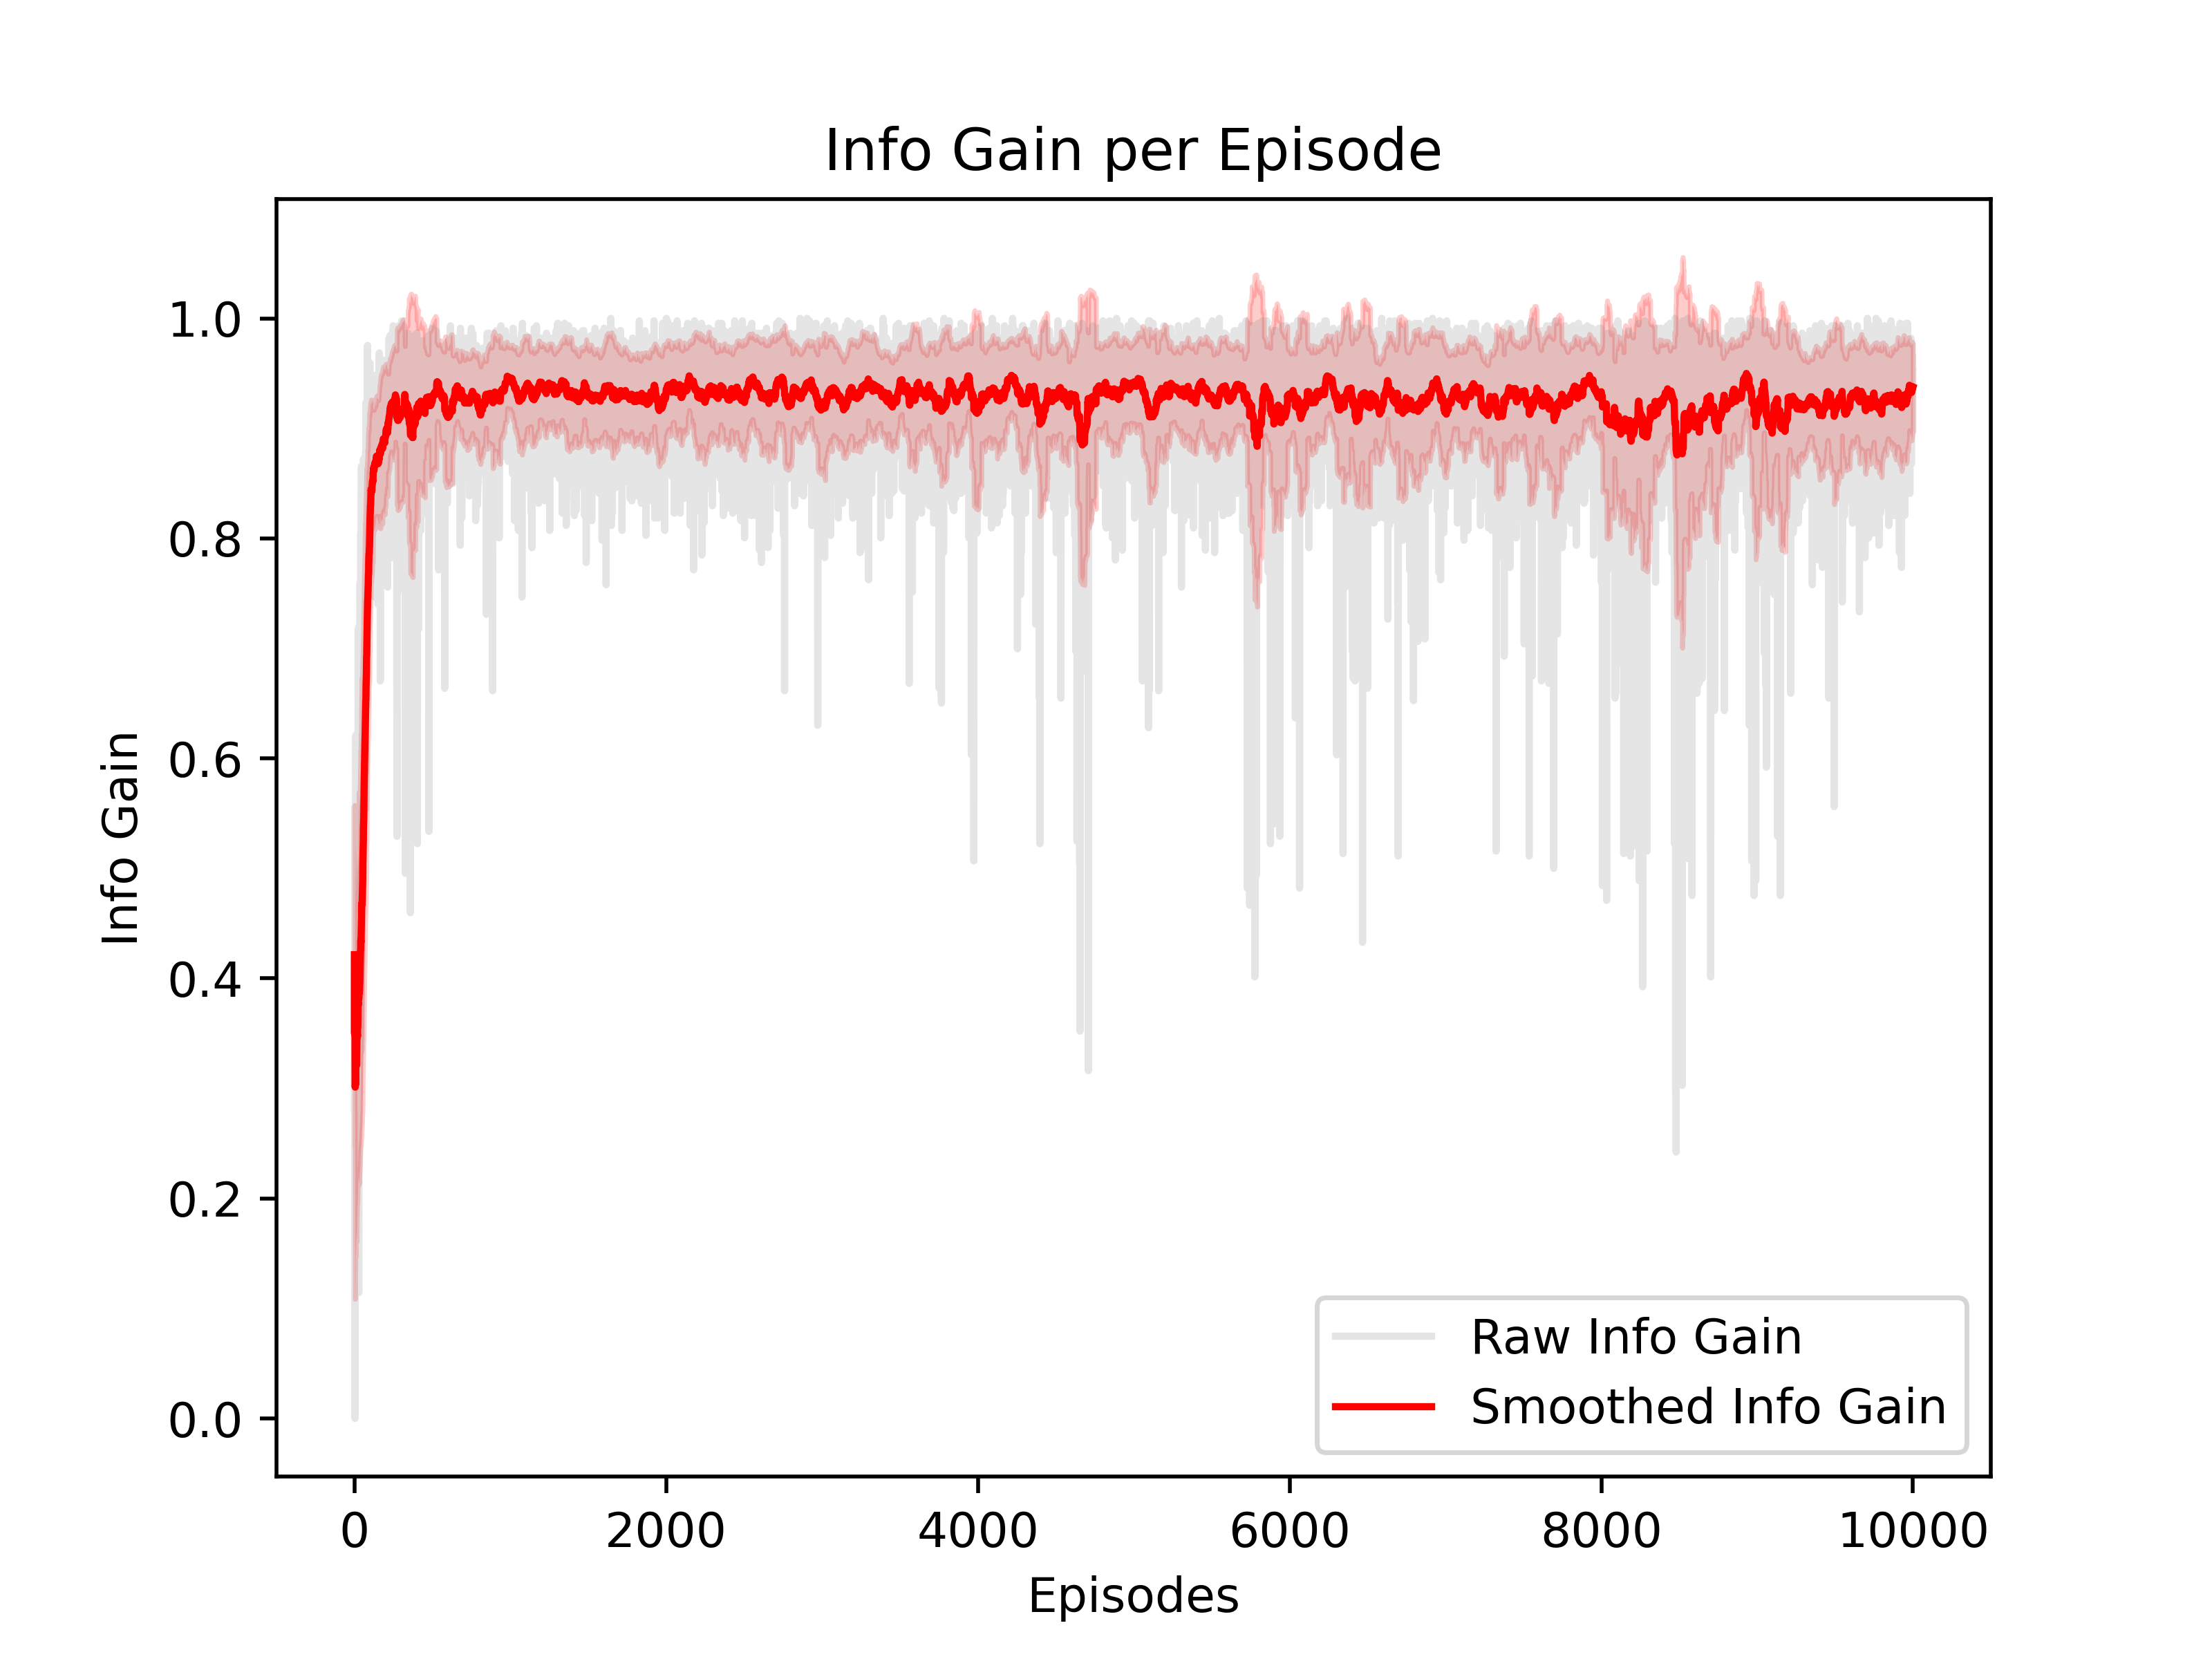 Info Gain per Episode
1.0
0.8
0.6
0.4
0.2
0.0
Info Gain
0
2000
4000
6000
8000
10000
Episodes
Raw Info Gain
Smoothed Info Gain